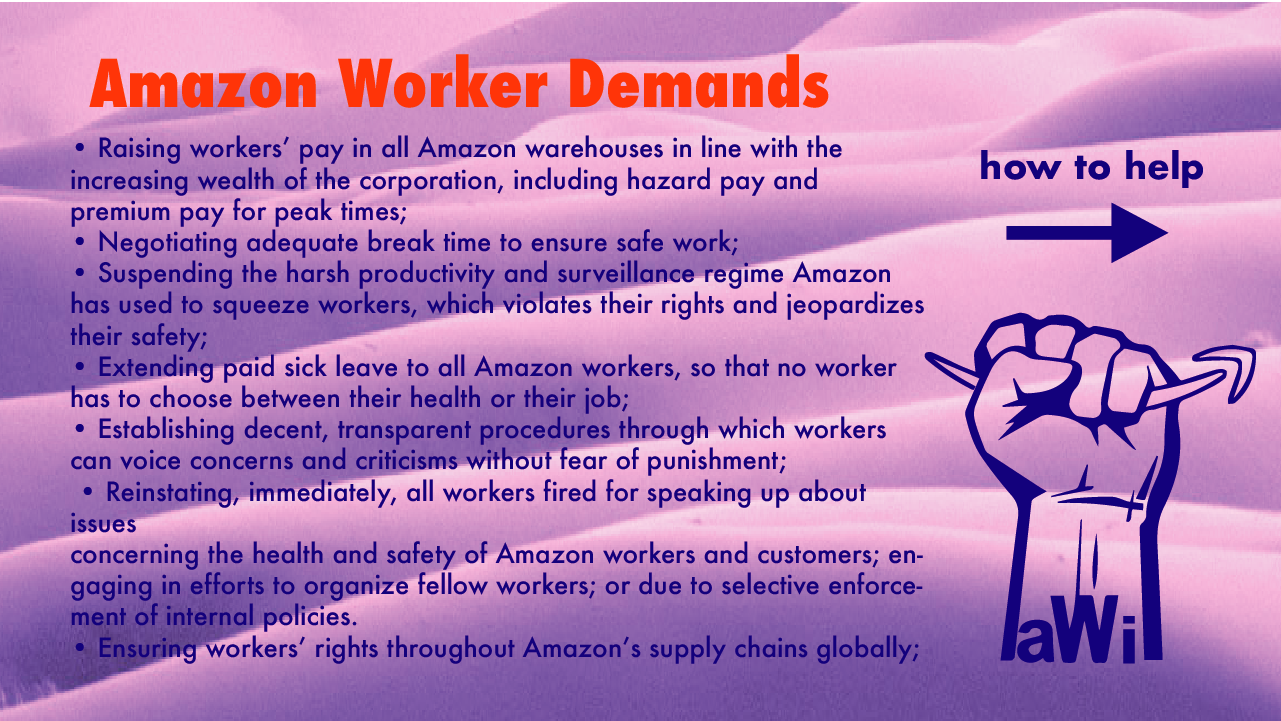 Amazon Worker Demands
• Raising workers’ pay in all Amazon warehouses in line with the
increasing wealth of the corporation, including hazard pay and
premium pay for peak times;
• Negotiating adequate break time to ensure safe work;
• Suspending the harsh productivity and surveillance regime Amazon
has used to squeeze workers, which violates their rights and jeopardizes
their safety;
• Extending paid sick leave to all Amazon workers, so that no worker
has to choose between their health or their job;
• Establishing decent, transparent procedures through which workers
can voice concerns and criticisms without fear of punishment;
• Reinstating, immediately, all workers fired for speaking up about
issues
concerning the health and safety of Amazon workers and customers; en-
gaging in efforts to organize fellow workers; or due to selective enforce-
ment of internal policies.
• Ensuring workers’ rights throughout Amazon’s supply chains globally;
how to help
aWi